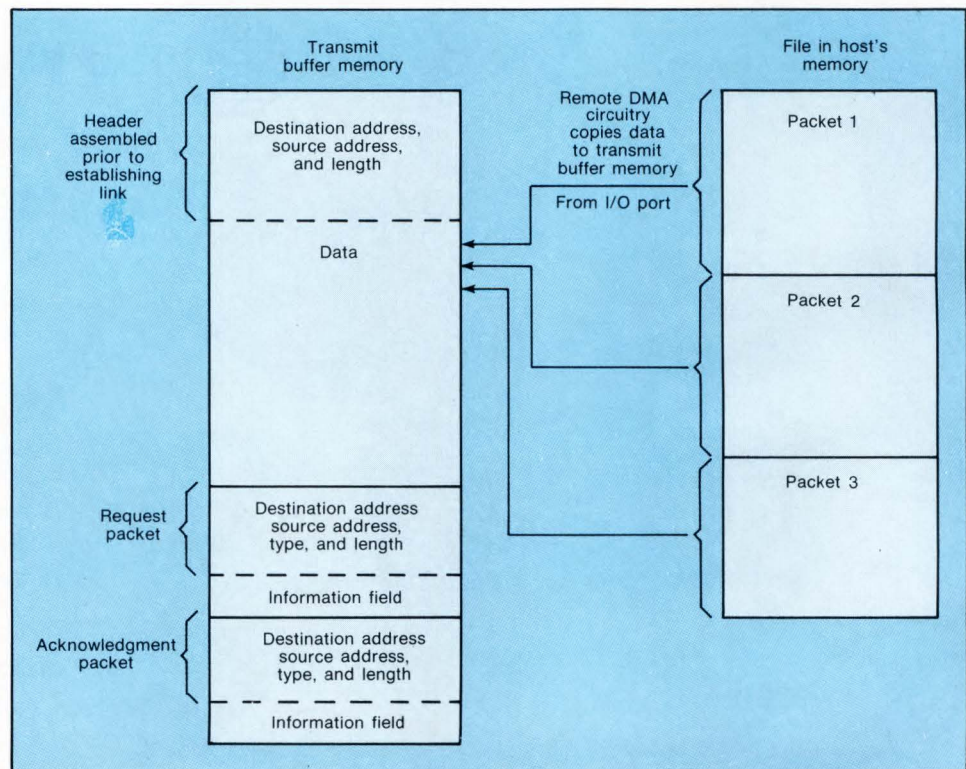 Transmit
buffer memory
File in host's
memory
Header
assembled
prior to
establishing
link
Destination address,
source address,
and length
Remote DMA
circuitry
copies data
to transmit
buffer memory
From I/O port
Packet 1
Data
Packet 2
Packet 3
Request
packet
Destination address
source address,
type, and length
Information field
Acknowledgment
packet
Destination address
source address,
type, and length
Information field